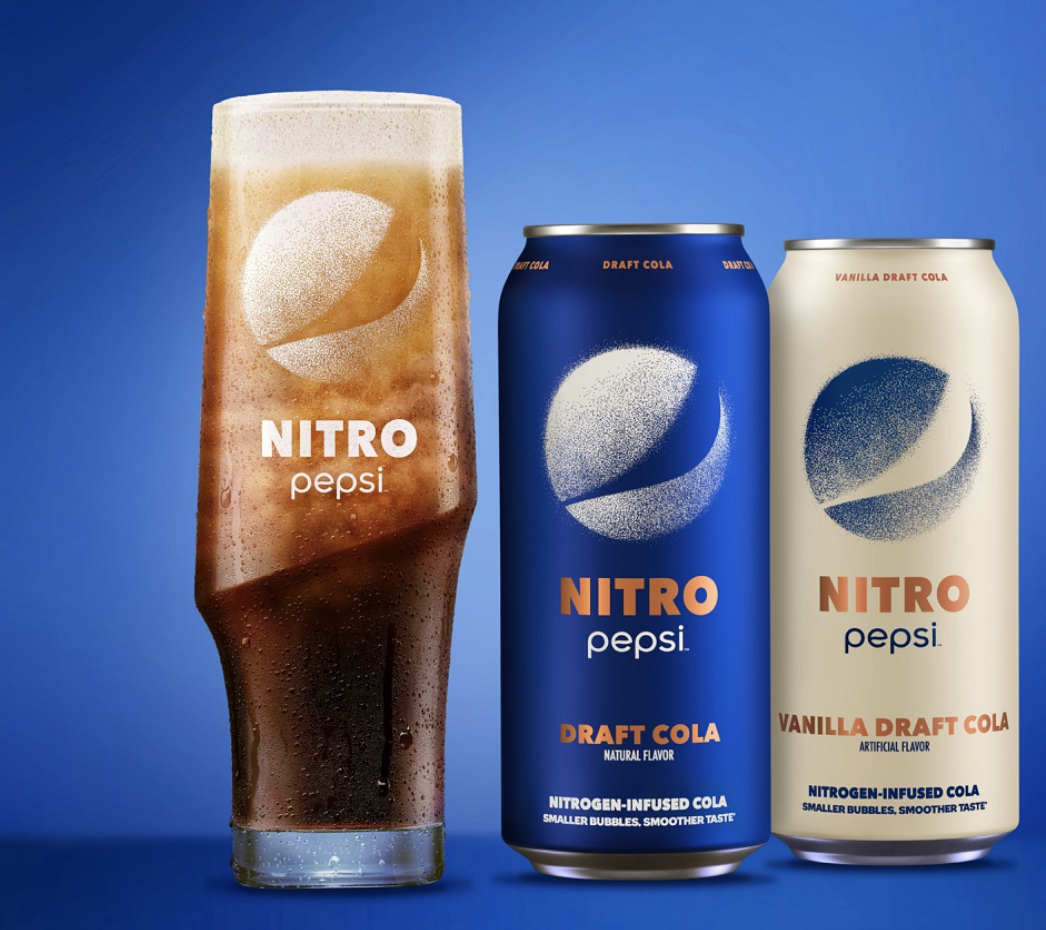 NITRO
pepsi
DRAFT COLA
DRAFT COLA
DRAFT COLA
NITRO
pepsi
DRAFT COLA
NATURAL FLAVOR
NITROGEN-INFUSED COLA
SMALLER BUBBLES, SMOOTHER TASTE*
VANILLA DRAFT COLA
NITRO
pepsi
VANILLA DRAFT COLA
ARTIFICIAL FLAVOR
NITROGEN-INFUSED COLA
SMALLER BUBBLES, SMOOTHER TASTE*